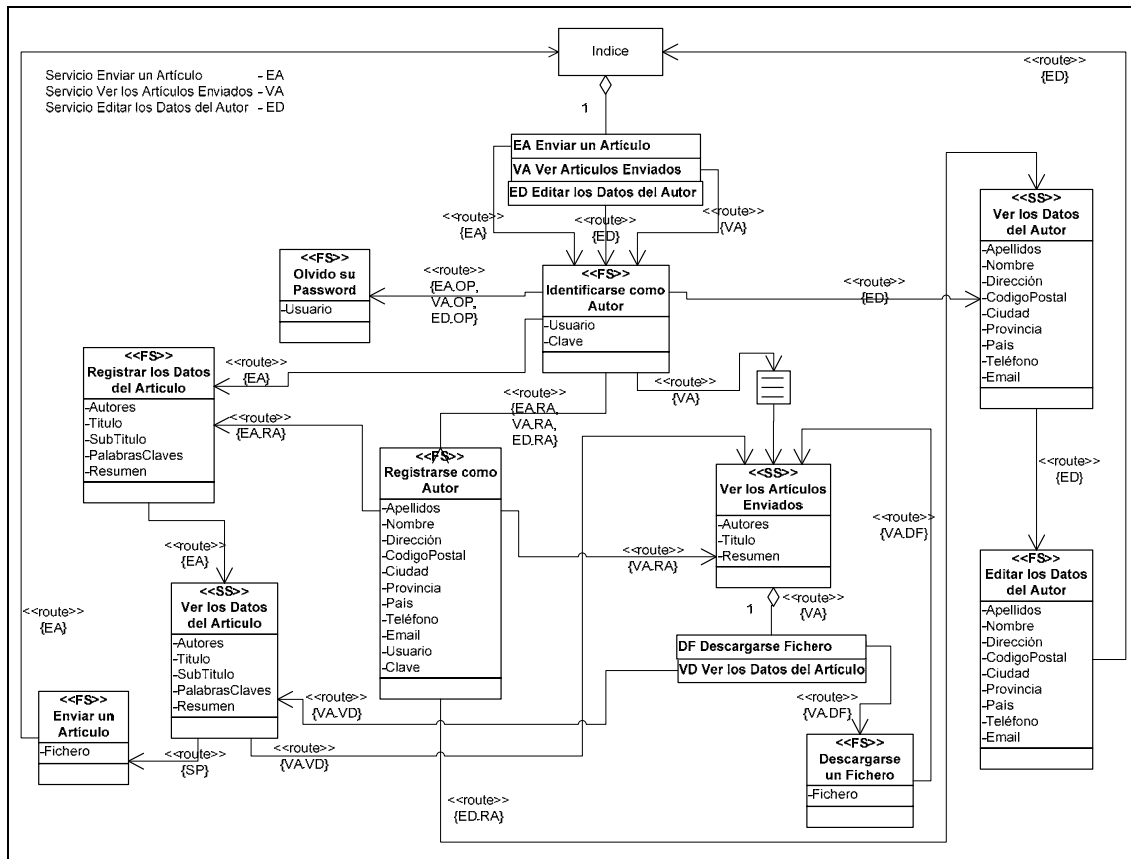 Indice
<<route>>
{ED}
Servicio Enviar un Artículo - EA
Servicio Ver los Artículos Enviados - VA
Servicio Editar los Datos del Autor - ED
1
EA Enviar un Artículo
VA Ver Articulos Enviados
ED Editar los Datos del Autor
<<route>>
{EA}
<<route>>
{ED}
<<route>>
{VA}
<<SS>>
Ver los Datos
del Autor
-Apellidos
-Nombre
-Dirección
-CodigoPostal
-Ciudad
-Provincia
-País
-Teléfono
-Email
<<FS>>
Olvido su
Password
-Usuario
<<route>>
{EA.OP,
VA.OP,
ED.OP}
<<FS>>
Identificarse como
Autor
-Usuario
-Clave
<<route>>
{ED}
<<FS>>
Registrar los Datos
del Articulo
-Autores
-Titulo
-SubTitulo
-PalabrasClaves
-Resumen
<<route>>
{EA}
<<route>>
{EA.RA}
<<route>>
{EA.RA,
VA.RA,
ED.RA}
<<route>>
{VA}
<<FS>>
Registrarse como
Autor
-Apellidos
-Nombre
-Dirección
-CodigoPostal
-Ciudad
-Provincia
-País
-Teléfono
-Email
-Usuario
-Clave
<<SS>>
Ver los Artículos
Enviados
-Autores
-Titulo
-Resumen
<<route>>
{VA.DF}
<<route>>
{ED}
<<route>>
{VA.RA}
<<route>>
{EA}
<<SS>>
Ver los Datos
del Articulo
-Autores
-Titulo
-SubTitulo
-PalabrasClaves
-Resumen
<<route>>
{EA}
1
<<route>>
{VA}
DF Descargarse Fichero
VD Ver los Datos del Artículo
<<FS>>
Editar los Datos
del Autor
-Apellidos
-Nombre
-Dirección
-CodigoPostal
-Ciudad
-Provincia
-País
-Teléfono
-Email
<<FS>>
Enviar un
Artículo
-Fichero
<<route>>
{SP}
<<route>>
{VA.VD}
<<route>>
{VA.VD}
<<route>>
{VA.DF}
<<FS>>
Descargarse
un Fichero
-Fichero
<<route>>
{ED.RA}